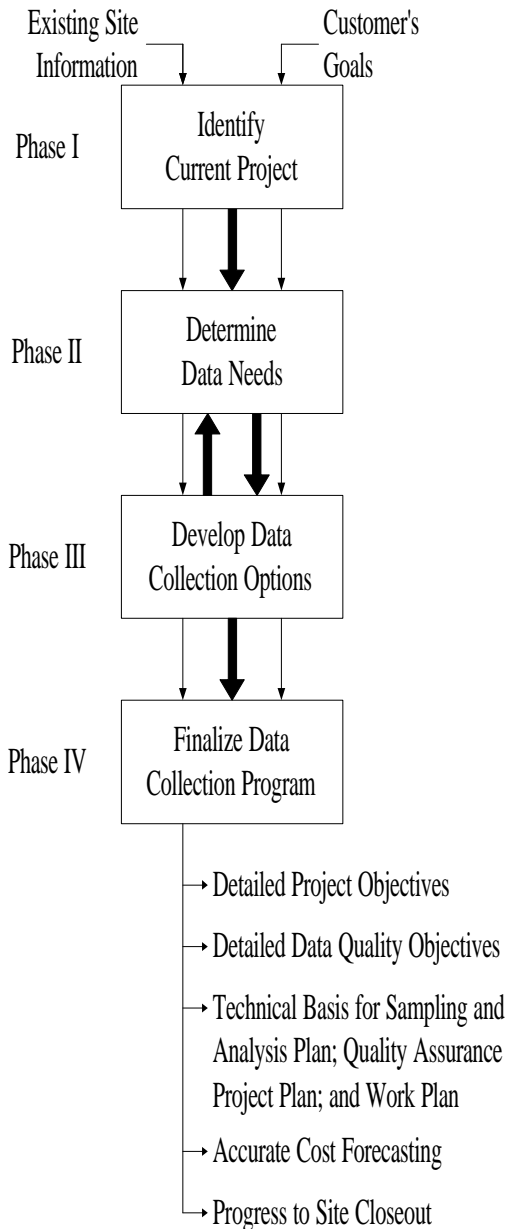 Existing Site
Information
Customer's
Goals
Phase I
Identify
Current Project
Phase II
Determine
Data Needs
Phase III
Develop Data
Collection Options
Phase IV
Finalize Data
Collection Program
Detailed Project Objectives
Detailed Data Quality Objectives
Technical Basis for Sampling and
Analysis Plan; Quality Assurance
Project Plan; and Work Plan
Accurate Cost Forecasting
Progress to Site Closeout